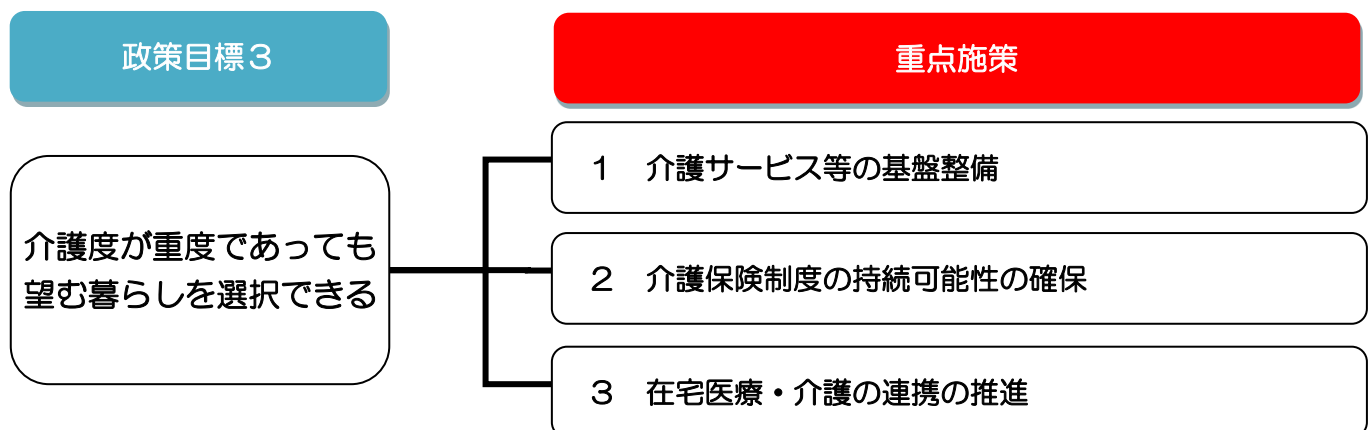 政策目標３
重点施策
介護度が重度であっても
望む暮らしを選択できる
１　介護サービス等の基盤整備
２　介護保険制度の持続可能性の確保
３　在宅医療・介護の連携の推進